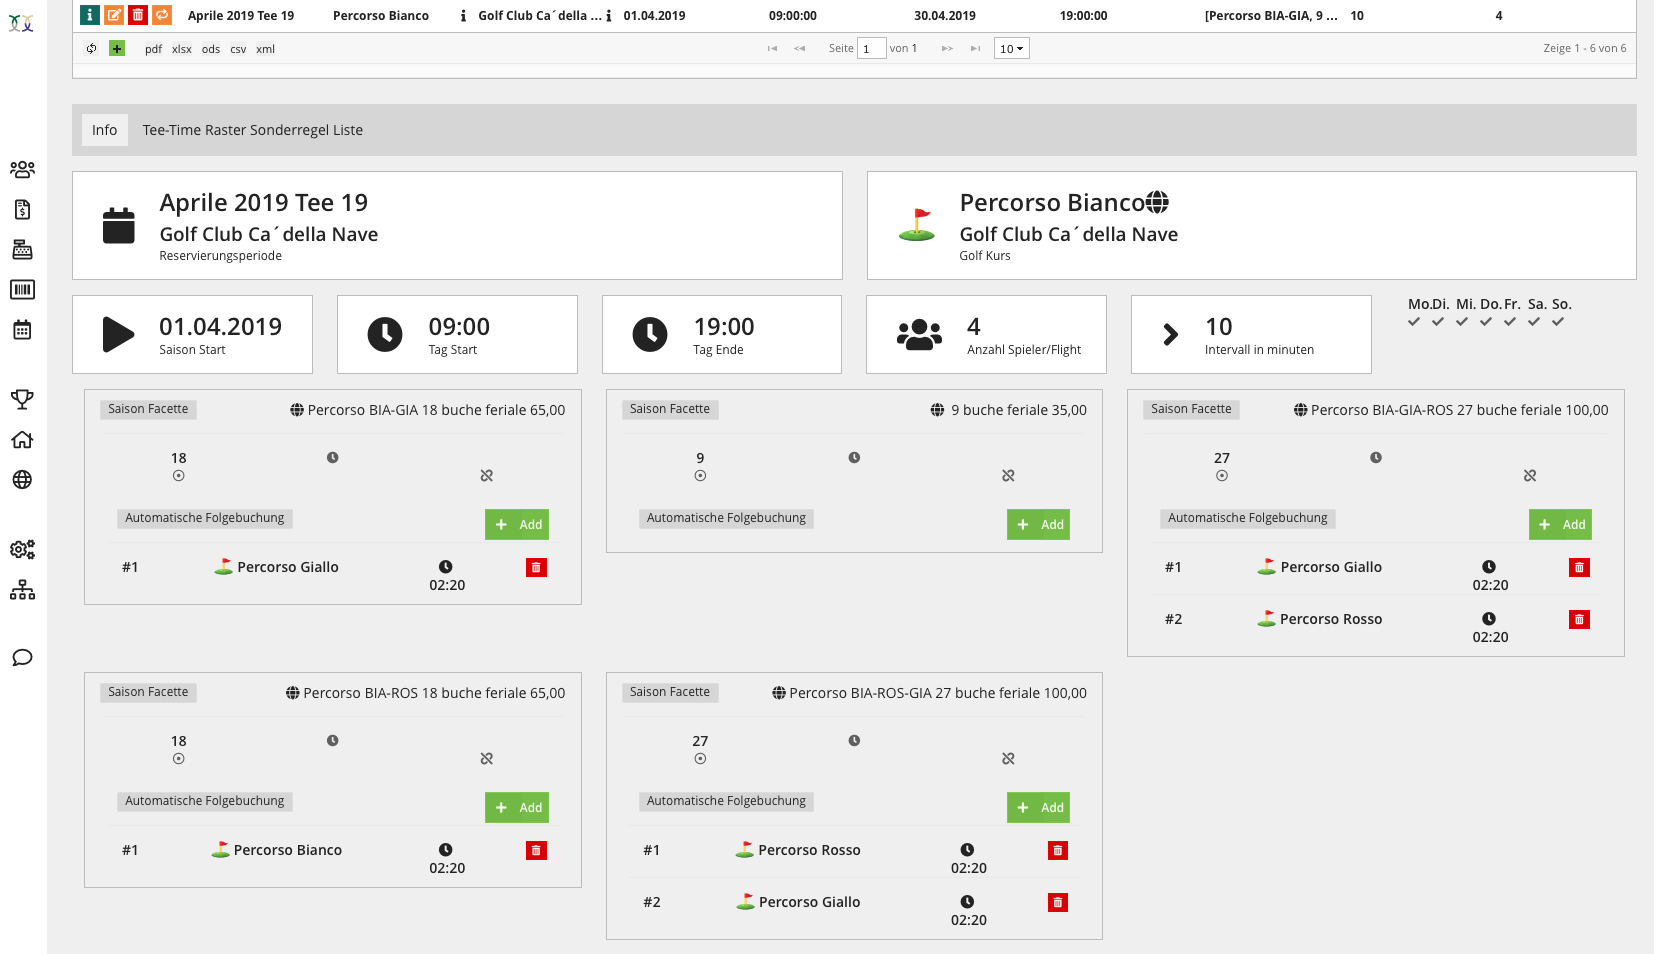 Aprile 2019 Tee 19 Percorso Bianco Golf Club Ca´della ... 01.04.2019 09:00:00 30.04.2019 19:00:00 [Percorso BIA-GIA, 9 ... 10 4
pdf xlsx ods csv xml Seite 1 von 1 10 Zeige 1 - 6 von 6
Info Tee-Time Raster Sonderregel Liste
Aprile 2019 Tee 19
Golf Club Ca´della Nave
Reservierungsperiode
Percorso Bianco
Golf Club Ca´della Nave
Golf Kurs
01.04.2019
Saison Start
09:00
Tag Start
19:00
Tag Ende
4
Anzahl Spieler/Flight
10
Intervall in minuten
Mo. Di. Mi. Do. Fr. Sa. So.
Saison Facette Percorso BIA-GIA 18 buche feriale 65,00
18
Automatische Folgebuchung Add
#1 Percorso Giallo 02:20
Saison Facette 9 buche feriale 35,00
9
Automatische Folgebuchung Add
Saison Facette Percorso BIA-GIA-ROS 27 buche feriale 100,00
27
Automatische Folgebuchung Add
#1 Percorso Giallo 02:20
#2 Percorso Rosso 02:20
Saison Facette Percorso BIA-ROS 18 buche feriale 65,00
18
Automatische Folgebuchung Add
#1 Percorso Bianco 02:20
Saison Facette Percorso BIA-ROS-GIA 27 buche feriale 100,00
27
Automatische Folgebuchung Add
#1 Percorso Rosso 02:20
#2 Percorso Giallo 02:20